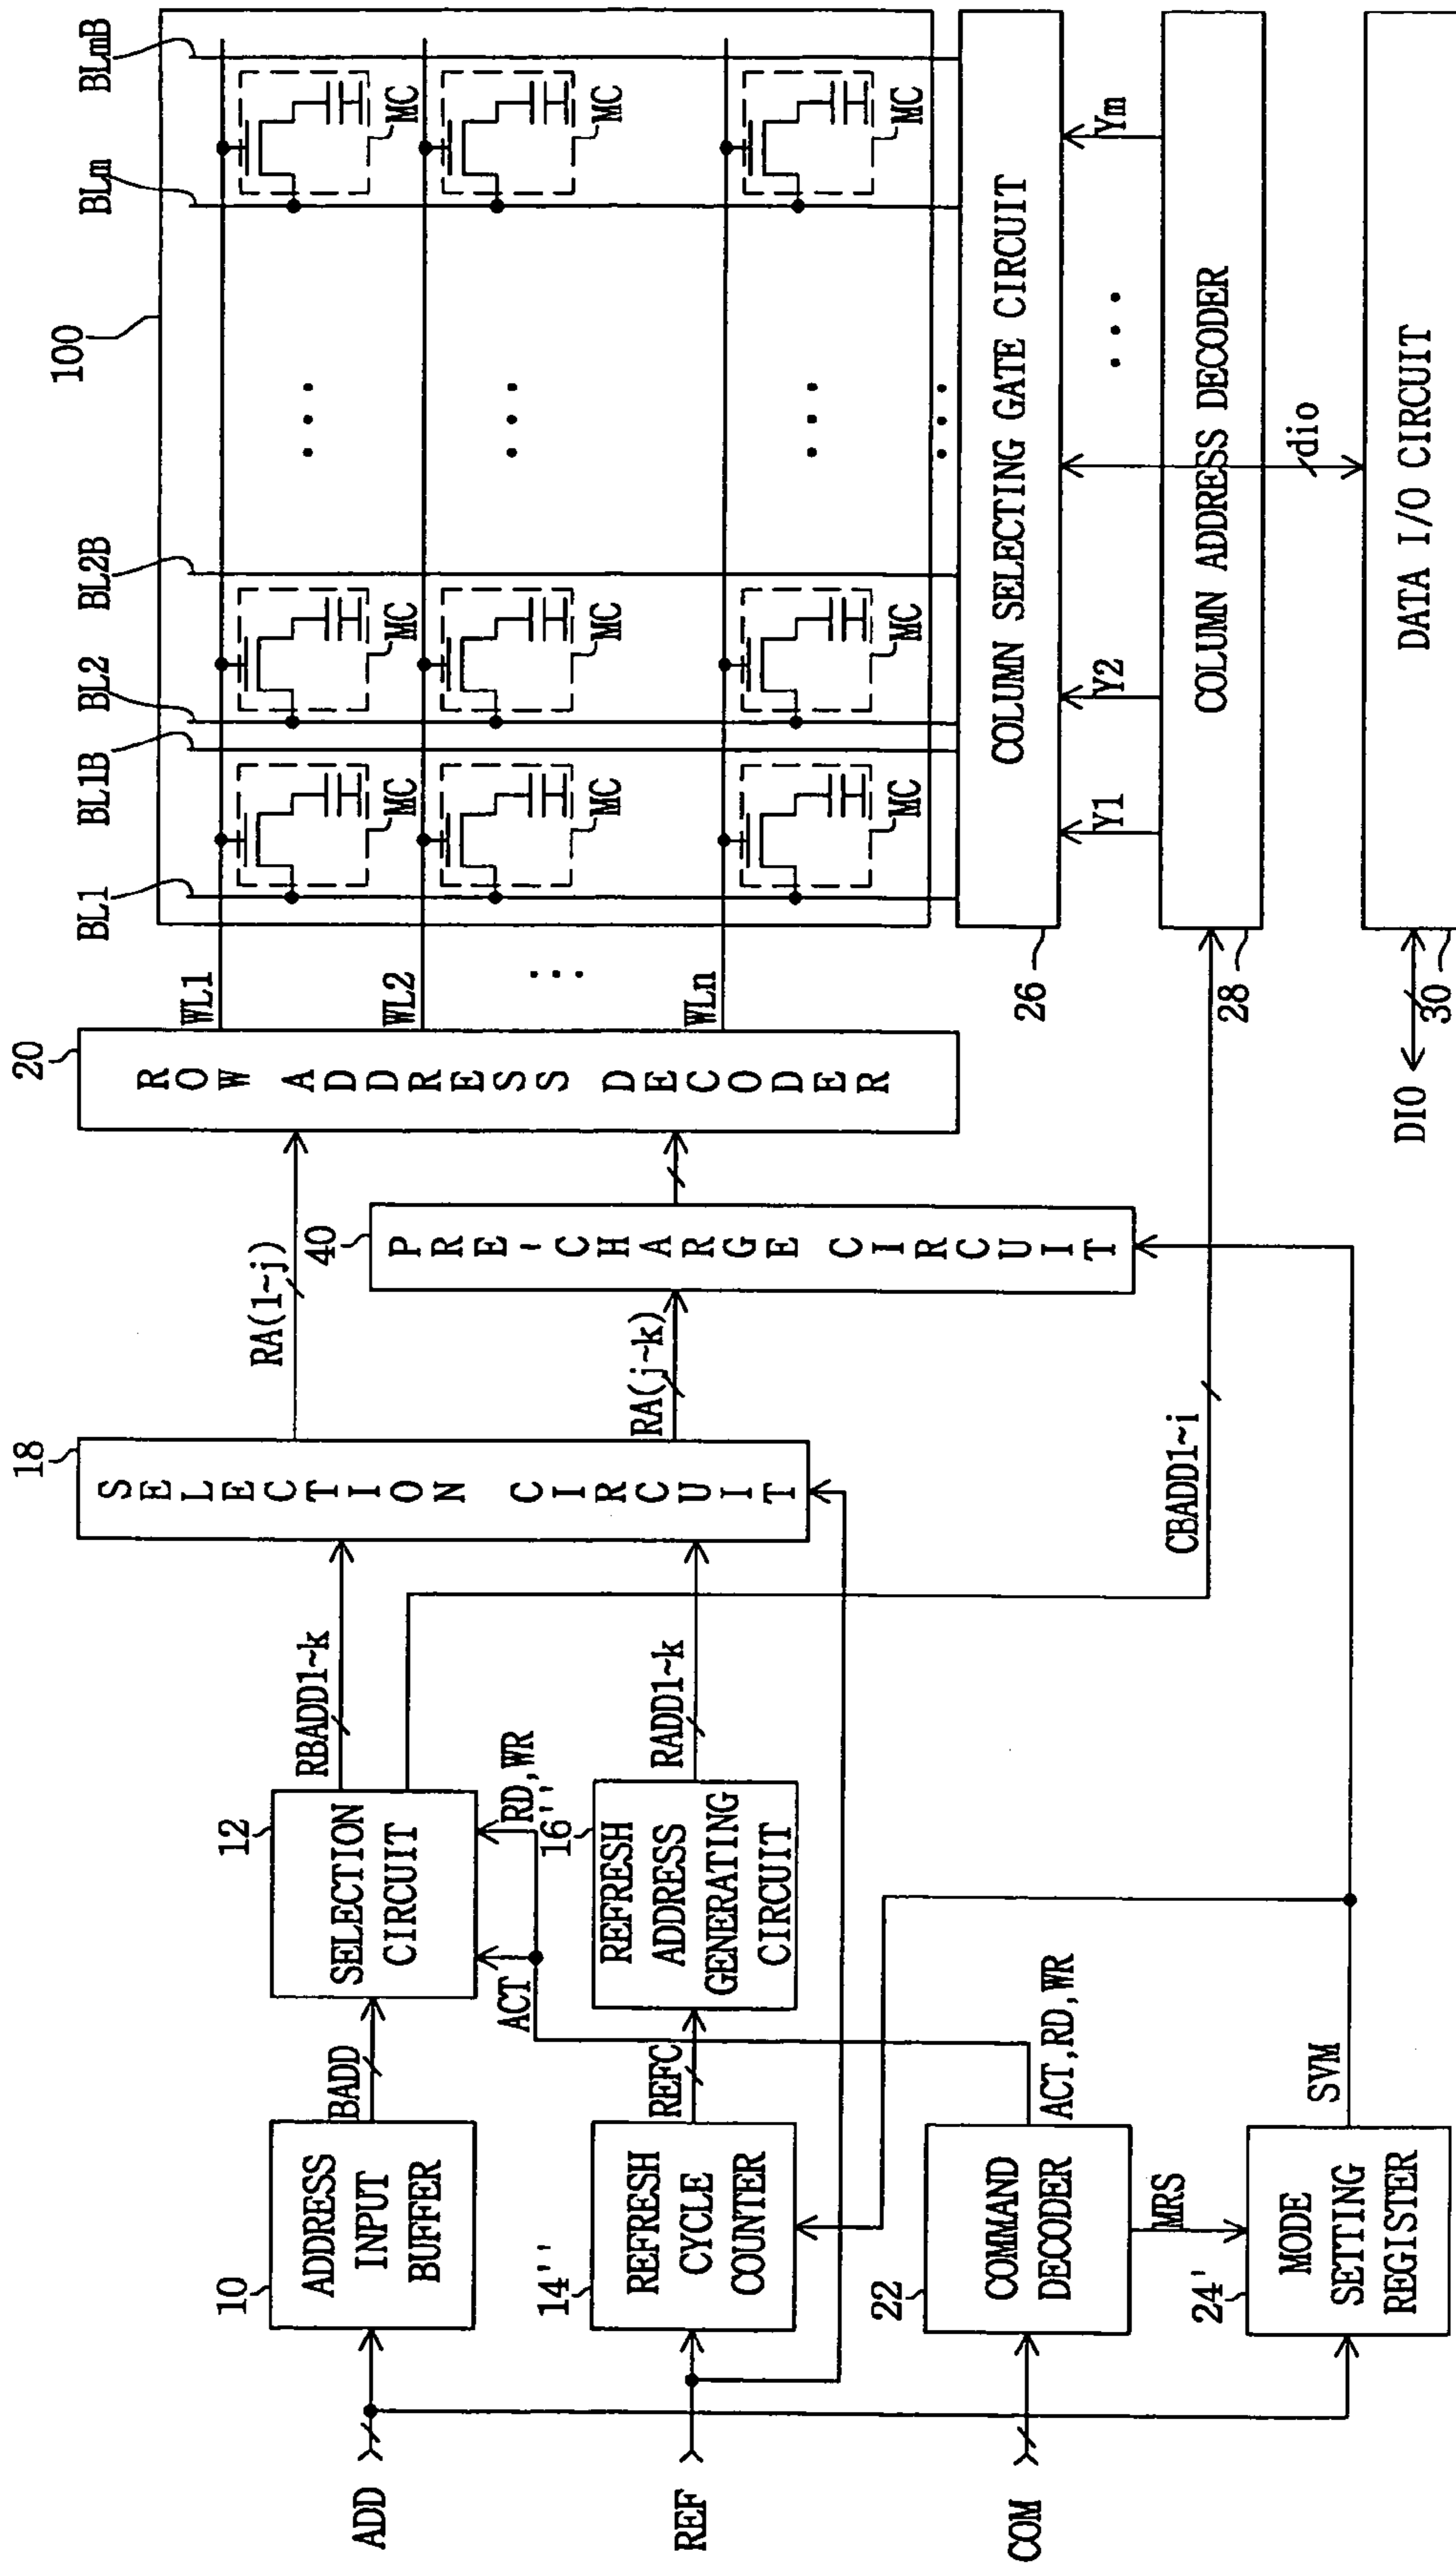 100
BL1
BL1B
BL2
BL2B
BLm
BLmB
MC
MC
MC
MC
MC
MC
MC
MC
MC
WL1
WL2
WLn
20
ROW ADDRESS DECODER
40
PRE-CHARGE CIRCUIT
RA(1~j)
RA(j~k)
18
SELECTION CIRCUIT
RBADD1~k
RADD1~k
CBADD1~i
12
SELECTION
CIRCUIT
ACT
RD,WR
16''
REFRESH
ADDRESS
GENERATING
CIRCUIT
BADD
REFC
10
ADDRESS
INPUT
BUFFER
14''
REFRESH
CYCLE
COUNTER
22
COMMAND
DECODER
ACT,RD,WR
MRS
24'
MODE
SETTING
REGISTER
SVM
ADD
REF
COM
COLUMN SELECTING GATE CIRCUIT
26
Y1
Y2
Ym
COLUMN ADDRESS DECODER
28
dio
DATA I/O CIRCUIT
30
DIO